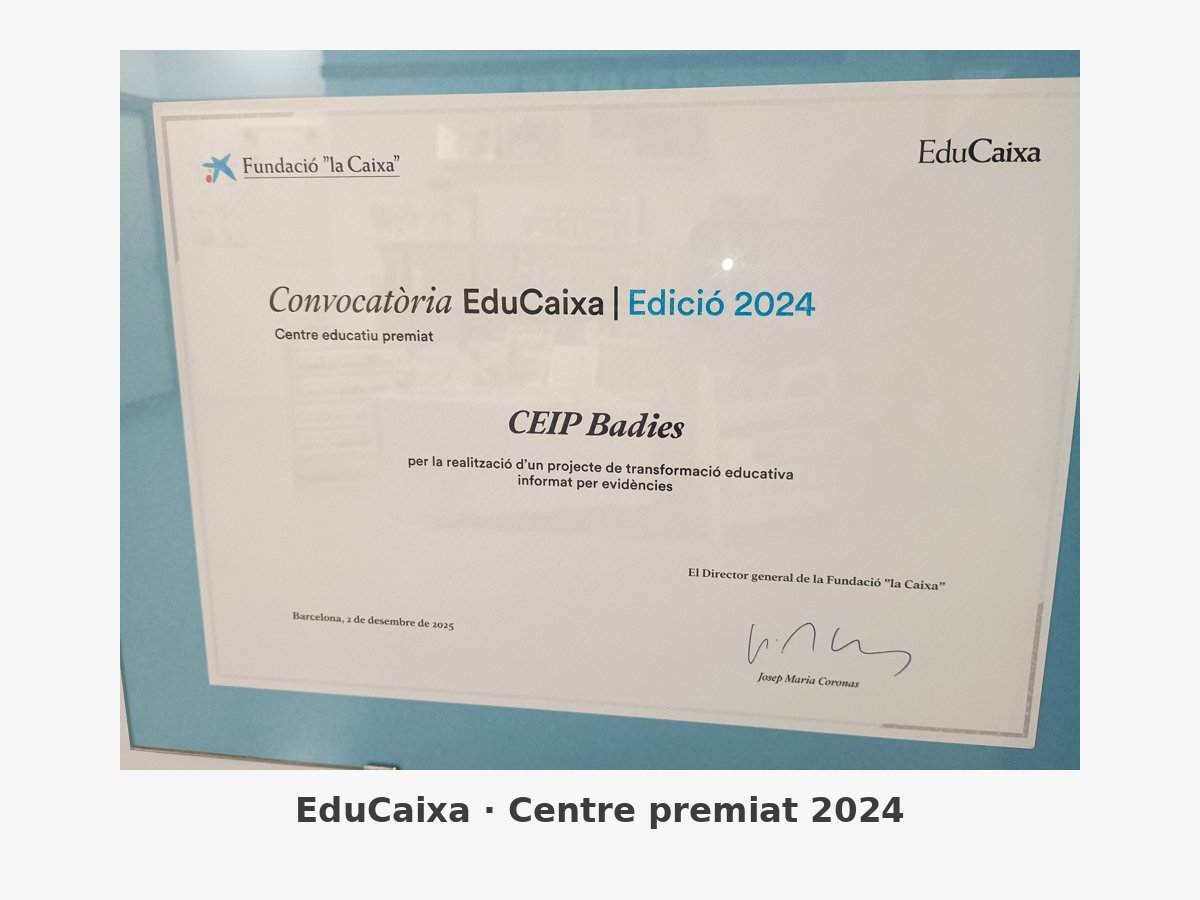 Fundació "la Caixa"
EduCaixa
Convocatòria EduCaixa | Edició 2024
Centre educatiu premiat
CEIP Badies
per la realització d'un projecte de transformació educativa
informat per evidències
El Director general de la Fundació "la Caixa"
Barcelona, 2 de desembre de 2025
Josep Maria Coronas
EduCaixa · Centre premiat 2024